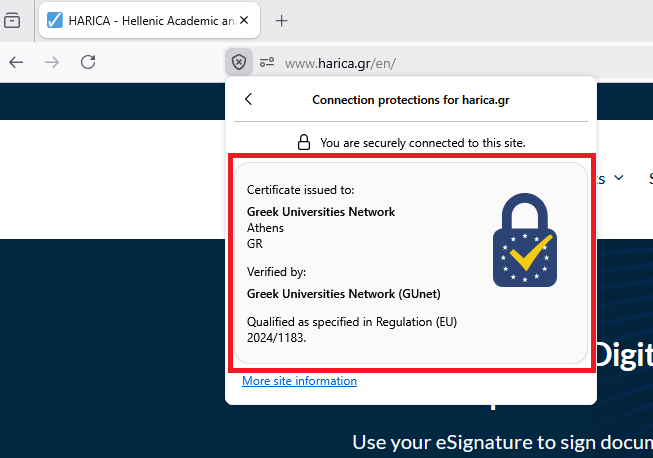 HARICA - Hellenic Academic an
www.harica.gr/en/
Connection protections for harica.gr
You are securely connected to this site.
Certificate issued to:
Greek Universities Network
Athens
GR
Verified by:
Greek Universities Network (GUnet)
Qualified as specified in Regulation (EU)
2024/1183.
More site information
Digit
Use your eSignature to sign docum